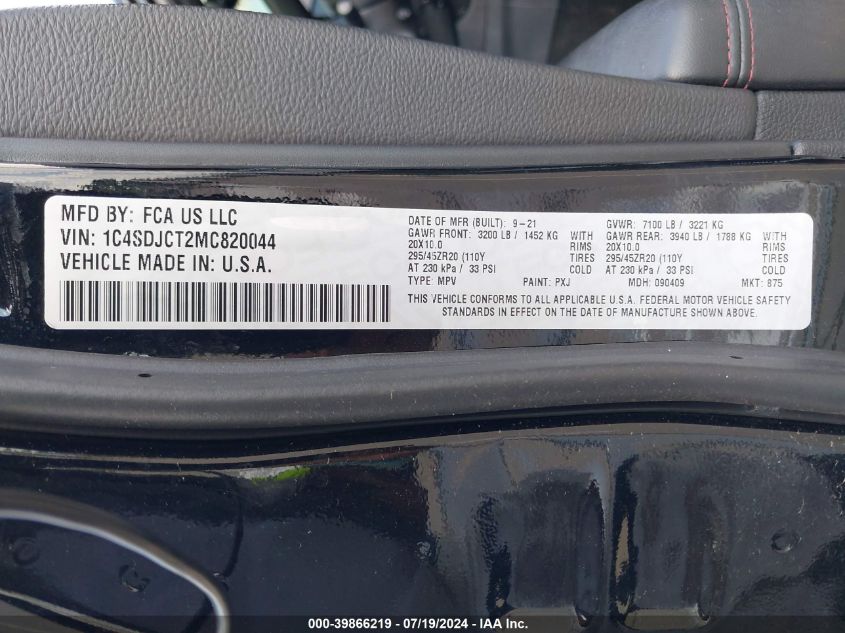 MFD BY: FCA US LLC
VIN: 1C4SDJCT2MC820044
VEHICLE MADE IN: U.S.A.
DATE OF MFR (BUILT): 9-21 GVWR: 7100 LB / 3221 KG
GAWR FRONT: 3200 LB / 1452 KG WITH GAWR REAR: 3940 LB / 1788 KG WITH
20X10.0 RIMS 20X10.0 RIMS
295/45ZR20 (110Y TIRES 295/45ZR20 (110Y TIRES
AT 230 kPa / 33 PSI COLD AT 230 kPa / 33 PSI COLD
TYPE: MPV PAINT: PXJ MDH: 090409 MKT: 875
THIS VEHICLE CONFORMS TO ALL APPLICABLE U.S.A. FEDERAL MOTOR VEHICLE SAFETY
STANDARDS IN EFFECT ON THE DATE OF MANUFACTURE SHOWN ABOVE.
000-39866219 - 07/19/2024 - IAA Inc.